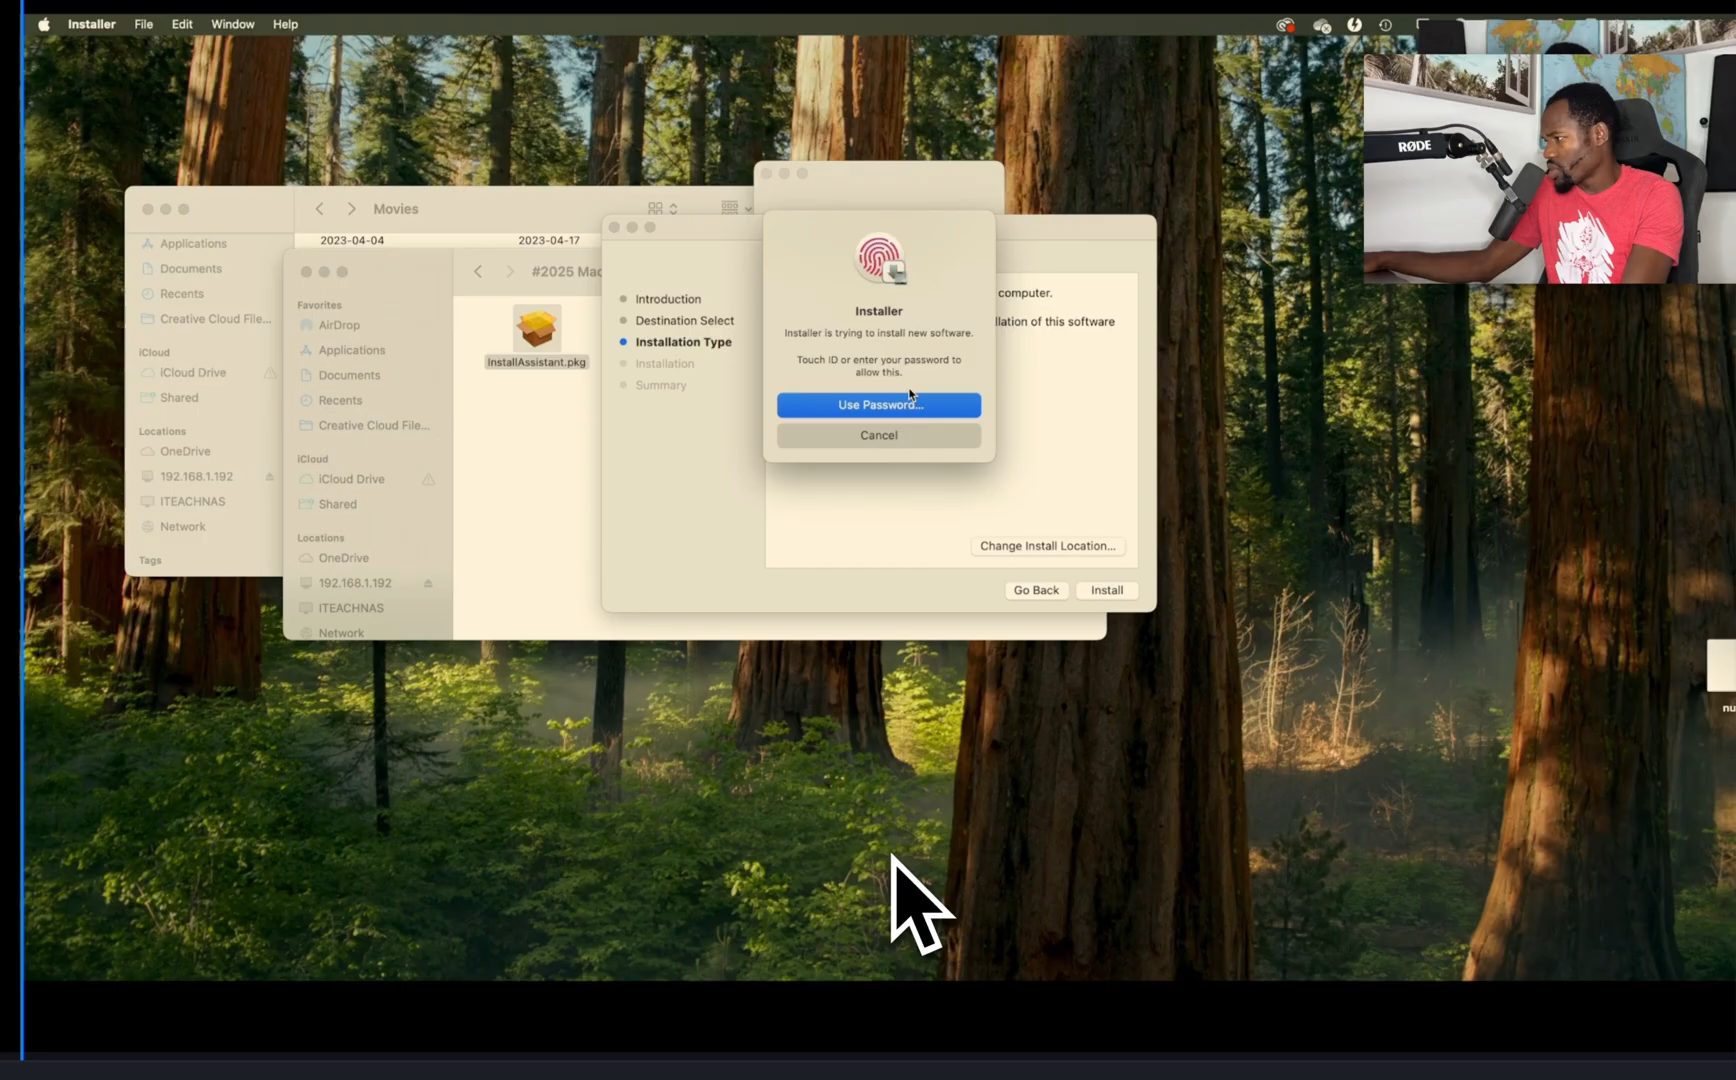 Installer File Edit Window Help
RØDE
Movies
2023-04-04 2023-04-17
Applications
Documents
Recents
Creative Cloud File...
iCloud
iCloud Drive
Shared
Locations
OneDrive
192.168.1.192
ITEACHNAS
Network
Tags
#2025 Mac
Favorites
AirDrop
Applications
Documents
Recents
Creative Cloud File...
iCloud
iCloud Drive
Shared
Locations
OneDrive
192.168.1.192
ITEACHNAS
Network
InstallAssistant.pkg
Introduction
Destination Select
Installation Type
Installation
Summary
computer.
llation of this software
Change Install Location...
Go Back Install
Installer
Installer is trying to install new software.
Touch ID or enter your password to
allow this.
Use Password...
Cancel
nu